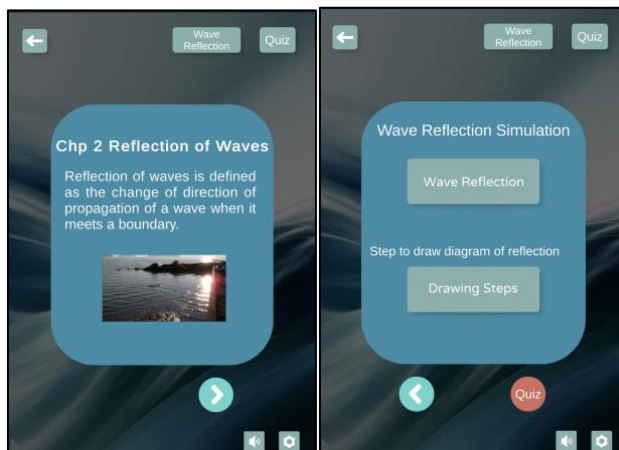 Wave
Reflection
Quiz
Chp 2 Reflection of Waves
Reflection of waves is defined
as the change of direction of
propagation of a wave when it
meets a boundary.
Wave
Reflection
Quiz
Wave Reflection Simulation
Wave Reflection
Step to draw diagram of reflection
Drawing Steps
Quiz